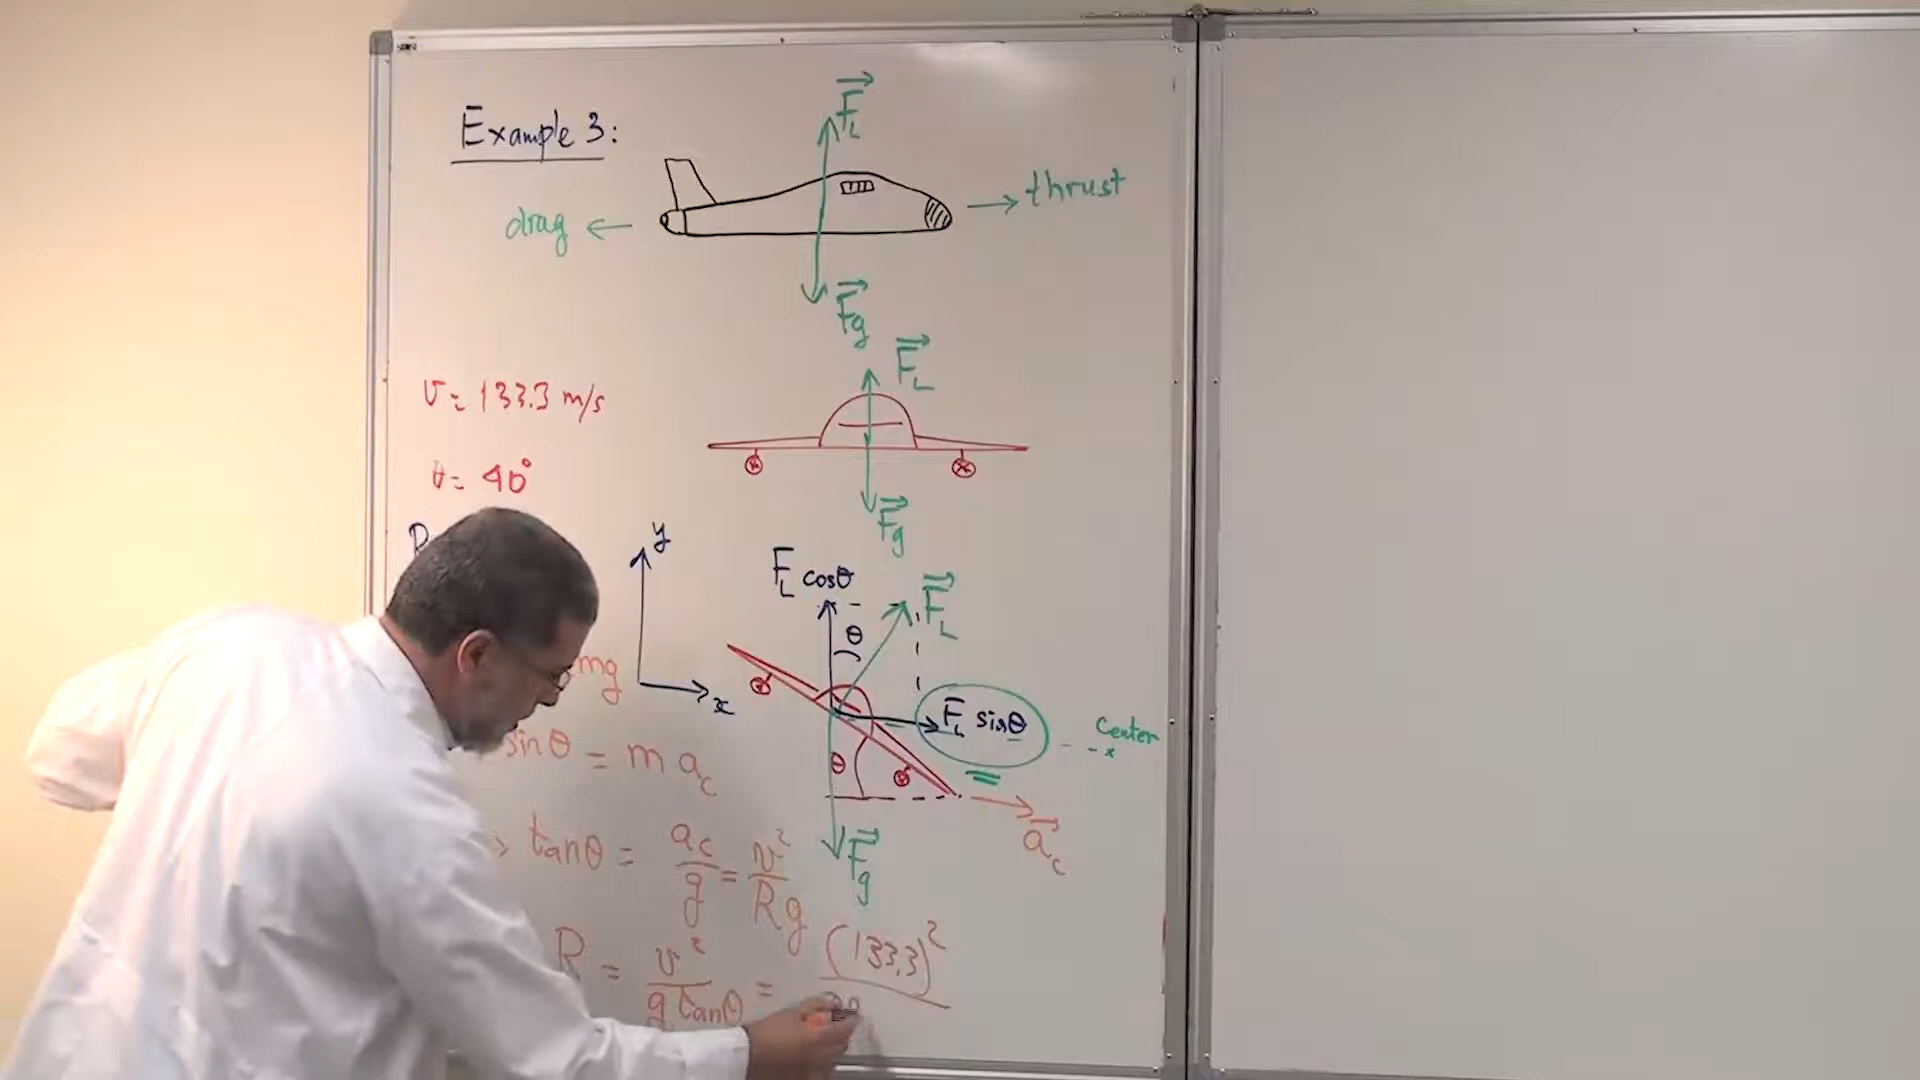 Example 3:
F_L
thrust
drag
F_g
F_L
v = 133.3 m/s
θ = 40°
F_g
y
F_L cosθ
F_L
θ
mg
x
F_L sinθ
Center
sinθ = m a_c
θ
a_c
tanθ = a_c/g = v²/Rg
F_g
R = v²/(g tanθ) = (133.3)²